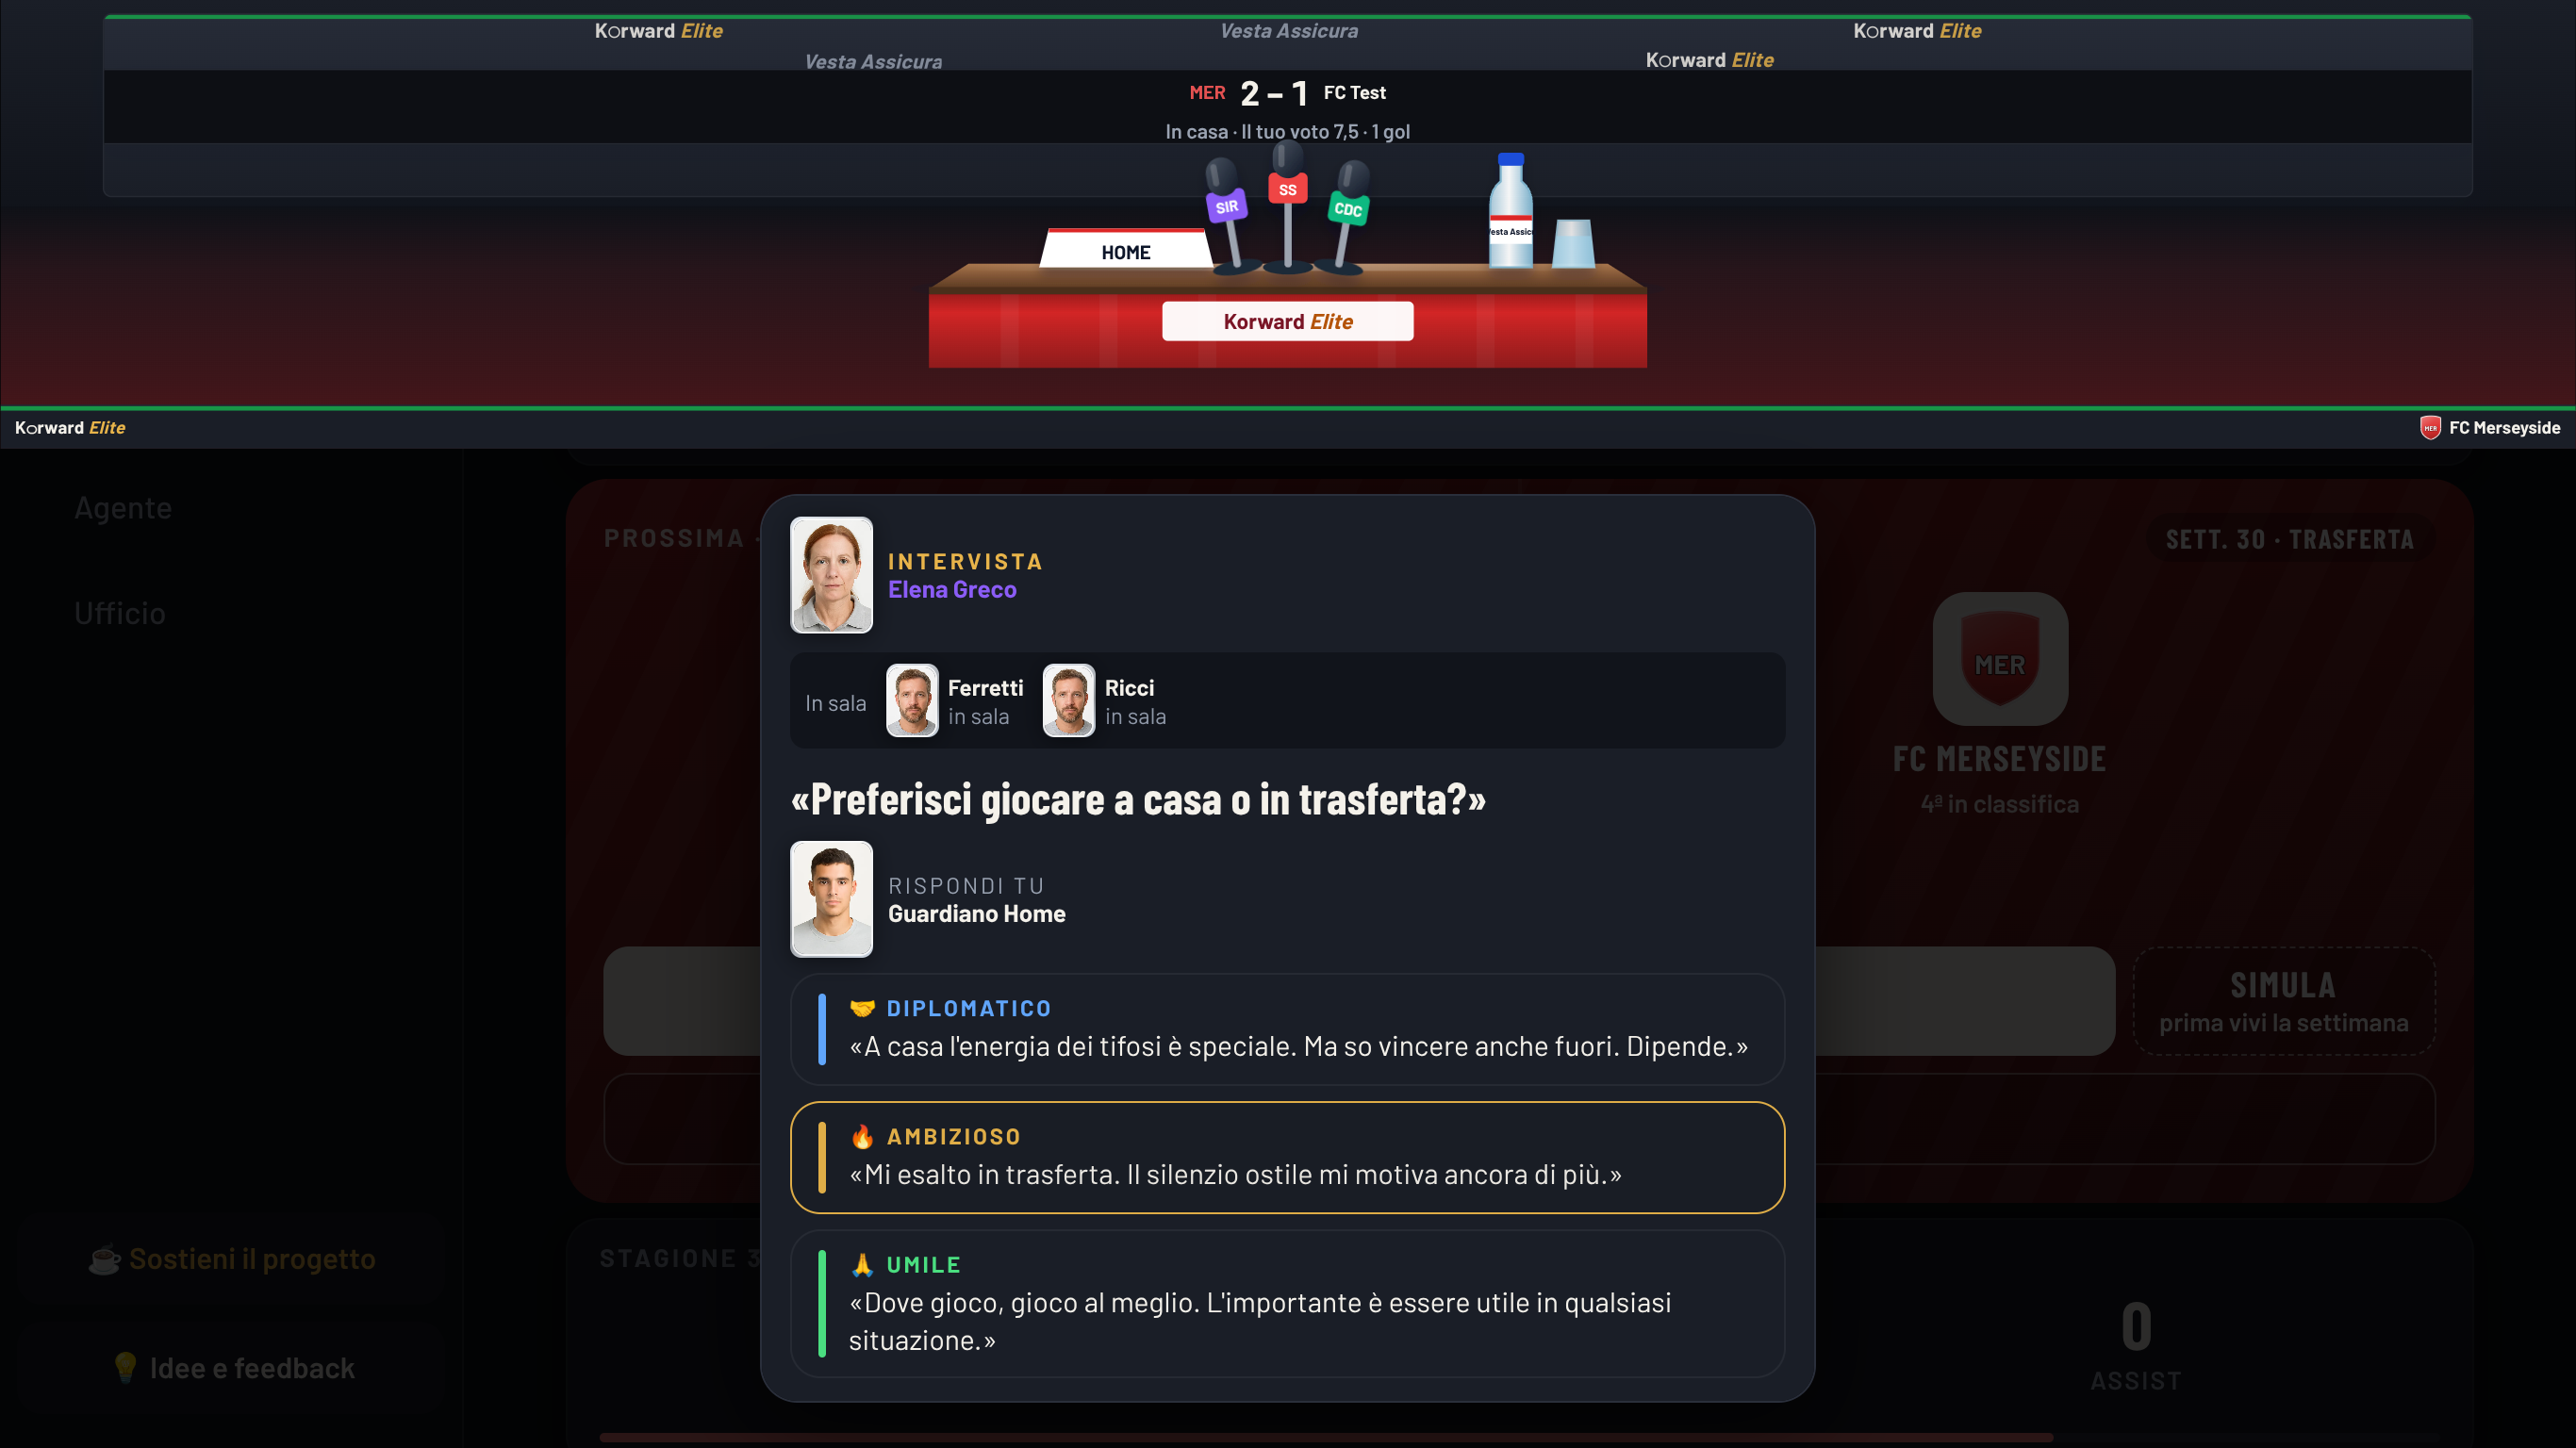 Korward Elite
Vesta Assicura
Korward Elite
Vesta Assicura
Korward Elite
MER 2 – 1 FC Test
In casa · Il tuo voto 7,5 · 1 gol
SIR
SS
CDC
HOME
Korward Elite
Korward Elite
MER FC Merseyside
Agente
Ufficio
PROSSIMA ·
SETT. 30 · TRASFERTA
MER
FC MERSEYSIDE
4ª in classifica
SIMULA
prima vivi la settimana
INTERVISTA
Elena Greco
In sala
Ferretti
in sala
Ricci
in sala
«Preferisci giocare a casa o in trasferta?»
RISPONDI TU
Guardiano Home
🤝 DIPLOMATICO
«A casa l'energia dei tifosi è speciale. Ma so vincere anche fuori. Dipende.»
🔥 AMBIZIOSO
«Mi esalto in trasferta. Il silenzio ostile mi motiva ancora di più.»
🙏 UMILE
«Dove gioco, gioco al meglio. L'importante è essere utile in qualsiasi
situazione.»
☕ Sostieni il progetto
💡 Idee e feedback
STAGIONE 3
0
ASSIST